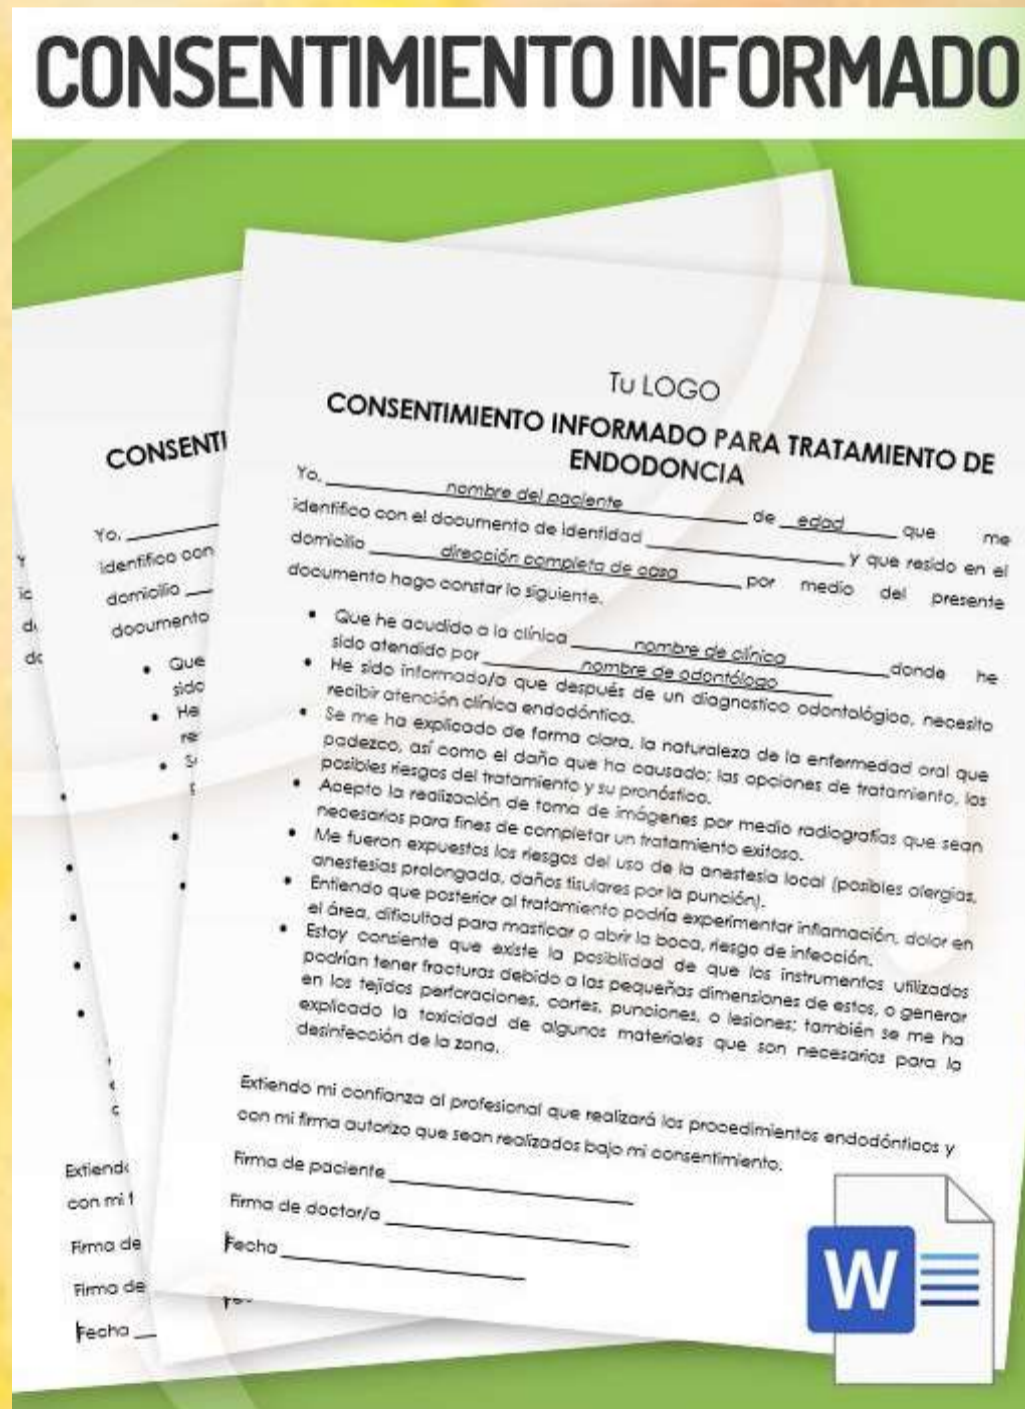 CONSENTIMIENTO INFORMADO
Tu LOGO
CONSENTIMIENTO INFORMADO PARA TRATAMIENTO DE
ENDODONCIA
Yo, nombre del paciente de edad que me
identifico con el documento de identidad y que resido en el
domicilio dirección completa de casa por medio del presente
documento hago constar lo siguiente.
• Que he acudido a la clínica nombre de clínica donde he
sido atendido por nombre de odontólogo
• He sido informado/a que después de un diagnostico odontológico, necesito
recibir atención clínica endodóntica.
• Se me ha explicado de forma clara, la naturaleza de la enfermedad oral que
padezco, así como el daño que ha causado; las opciones de tratamiento, los
posibles riesgos del tratamiento y su pronóstico.
• Acepto la realización de toma de imágenes por medio radiografías que sean
necesarios para fines de completar un tratamiento exitoso.
• Me fueron expuestos los riesgos del uso de la anestesia local (posibles alergias,
anestesias prolongada, daños tisulares por la punción).
• Entiendo que posterior al tratamiento podría experimentar inflamación, dolor en
el área, dificultad para masticar o abrir la boca, riesgo de infección.
• Estoy consiente que existe la posibilidad de que los instrumentos utilizados
podrían tener fracturas debido a las pequeñas dimensiones de estos, o generar
en los tejidos perforaciones, cortes, punciones, o lesiones; también se me ha
explicado la toxicidad de algunos materiales que son necesarios para la
desinfección de la zona.
Extiendo mi confianza al profesional que realizará los procedimientos endodónticos y
con mi firma autorizo que sean realizados bajo mi consentimiento.
Firma de paciente
Firma de doctor/a
Fecha
W
CONSENTI
Yo,
identifico con
domicilio
documento
• Que
sido
• He
Extiend
con mi f
Firma de
Firma de
Fecha